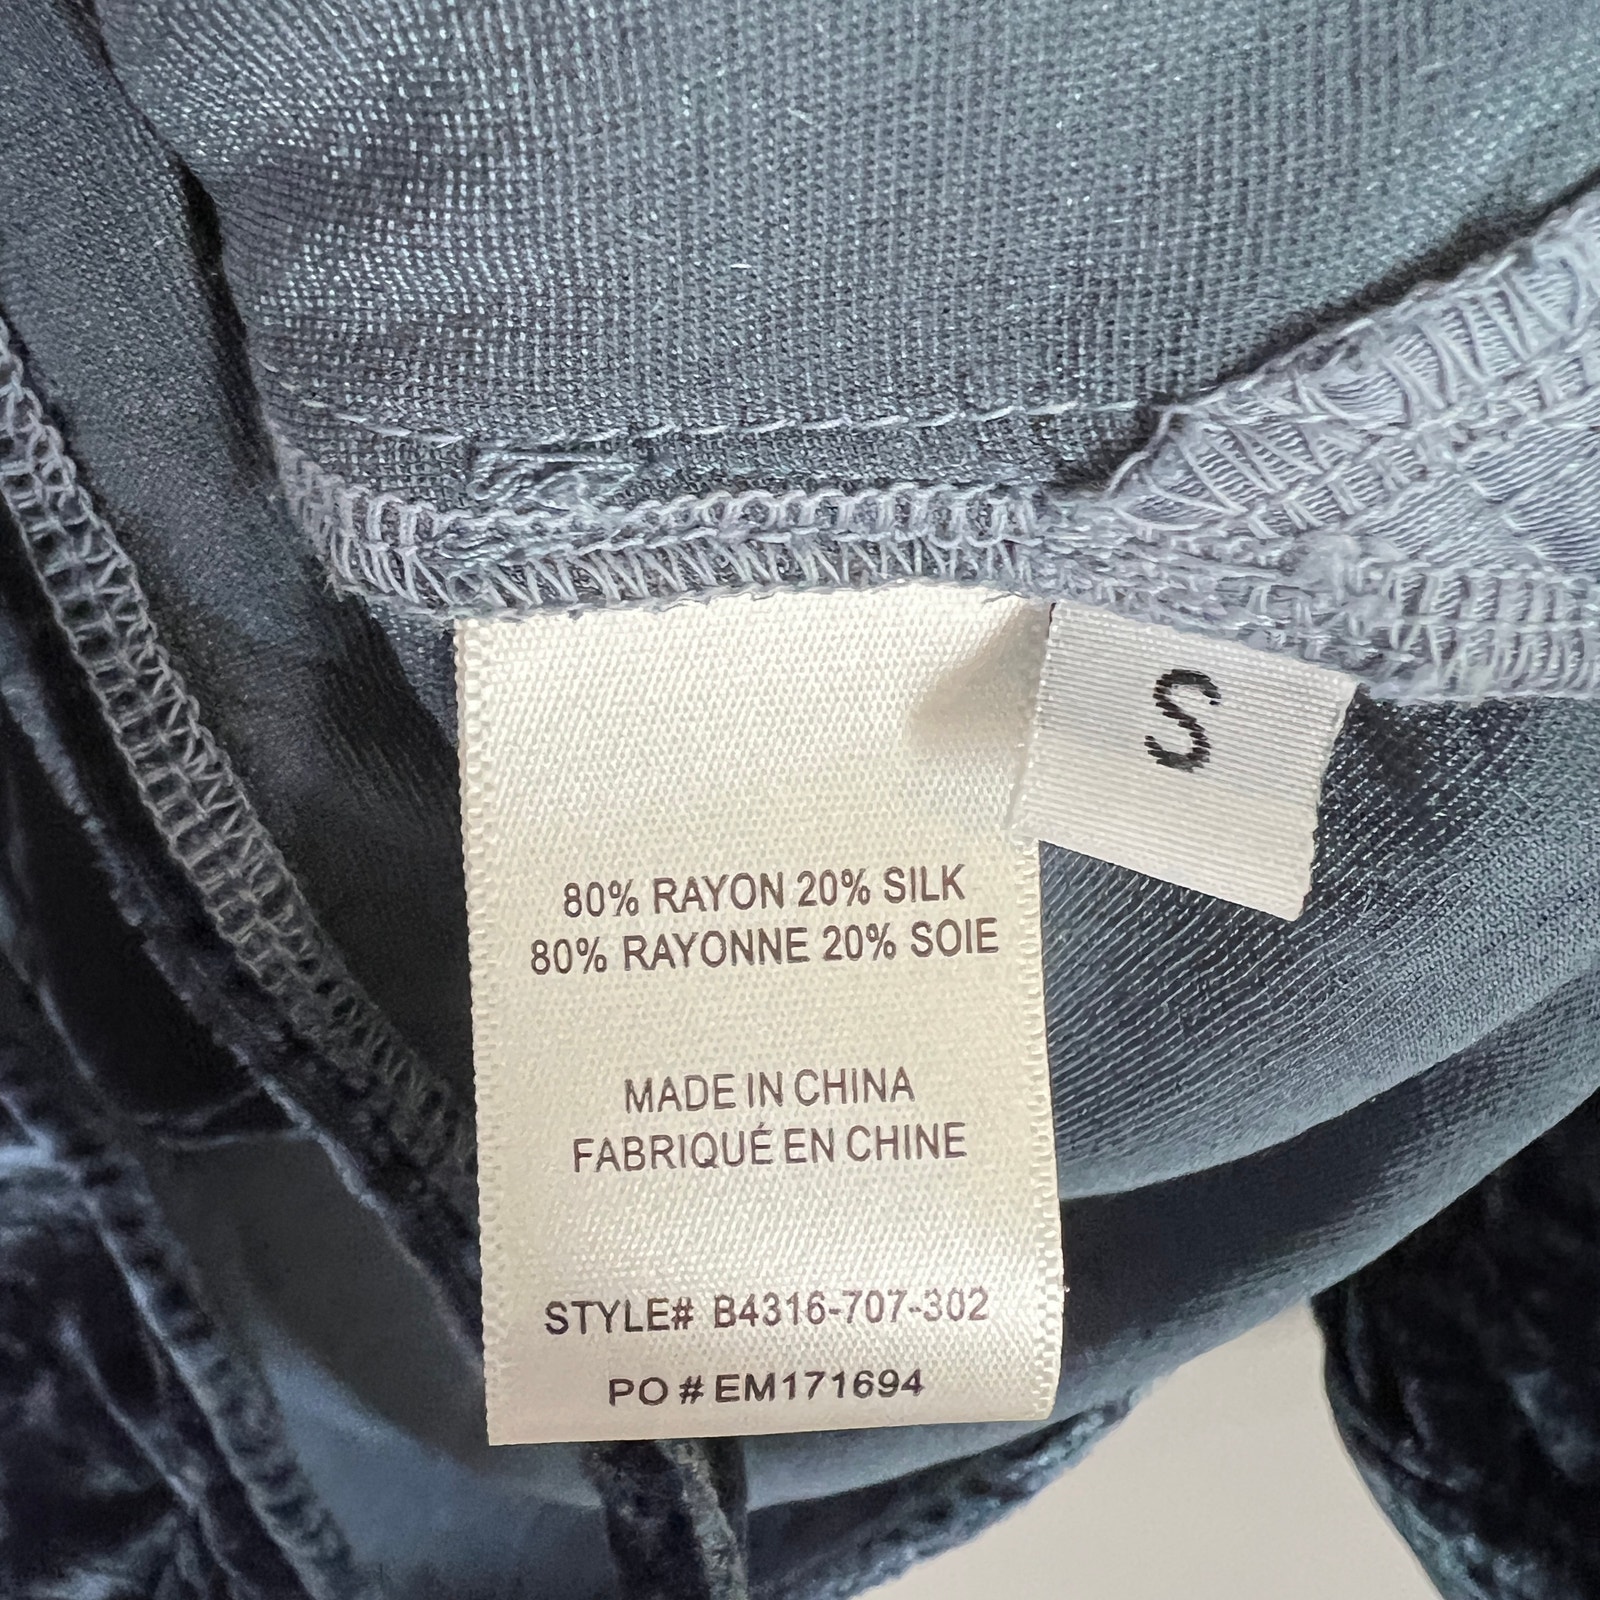 S
80% RAYON 20% SILK
80% RAYONNE 20% SOIE
MADE IN CHINA
FABRIQUÉ EN CHINE
STYLE# B4316-707-302
PO # EM171694